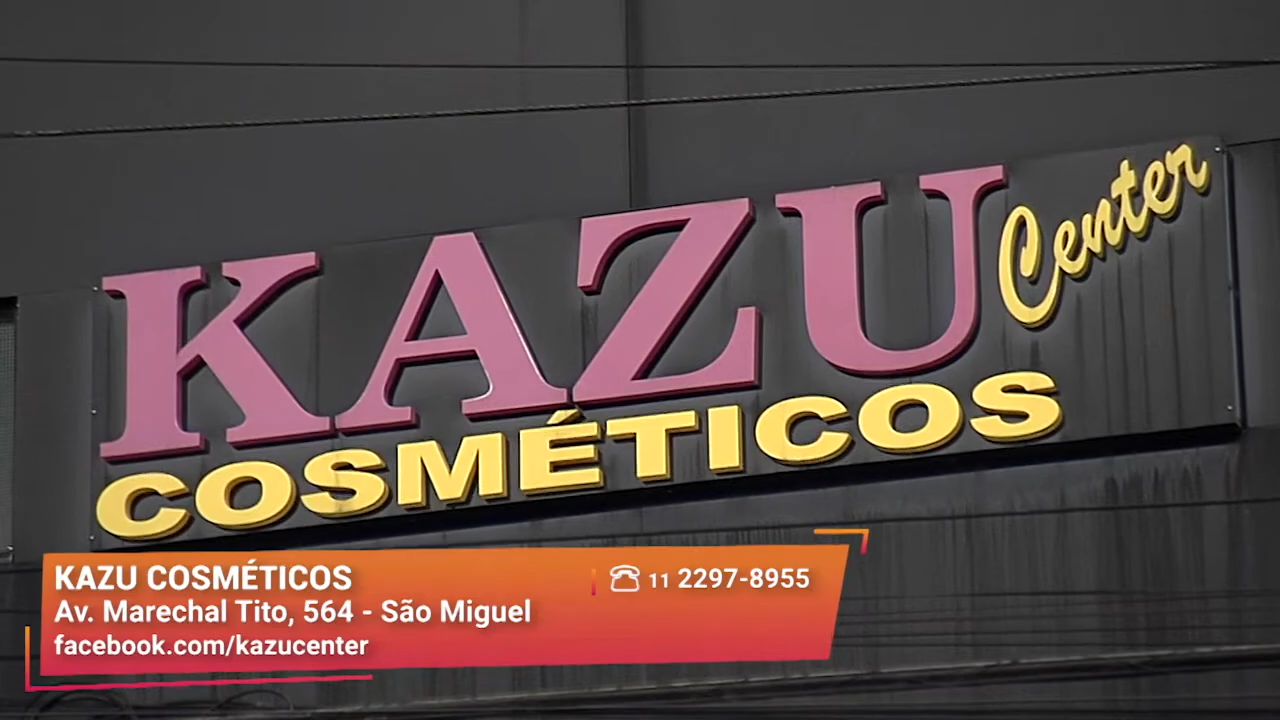 KAZU Center
COSMÉTICOS
KAZU COSMÉTICOS
11 2297-8955
Av. Marechal Tito, 564 - São Miguel
facebook.com/kazucenter